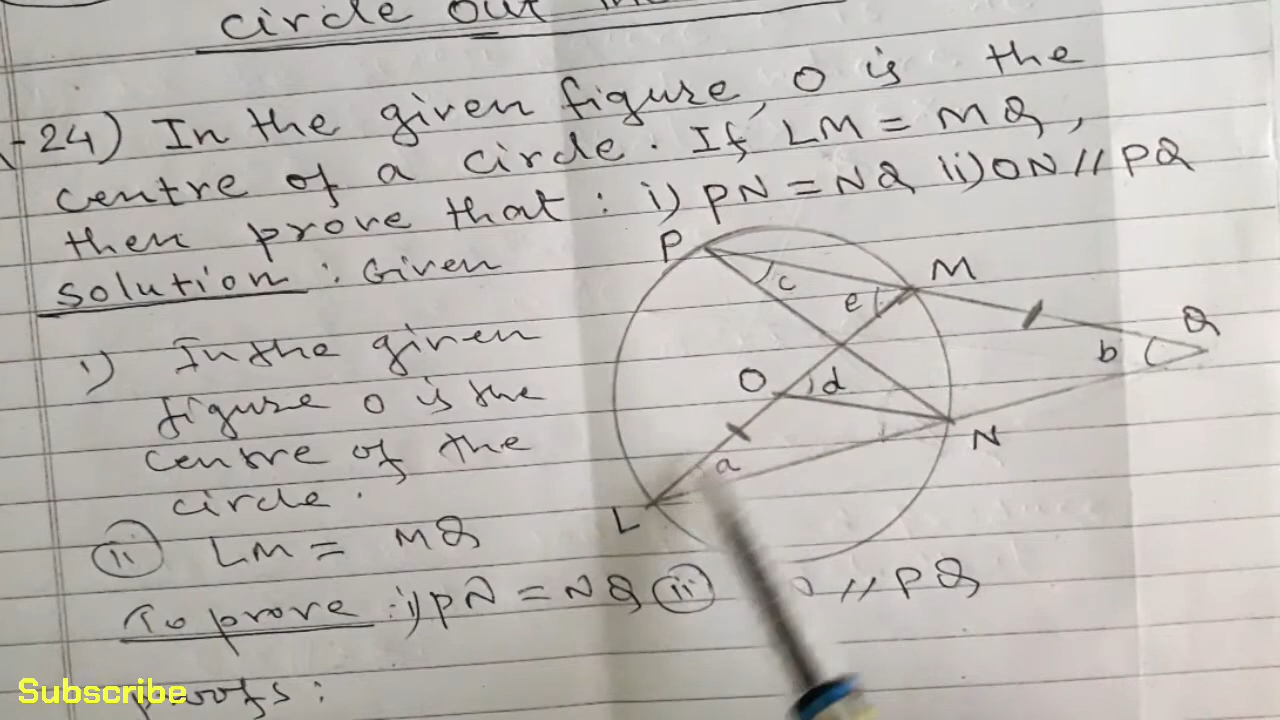 circle out
24) In the given figure, O is the
centre of a circle. If LM = MQ,
then prove that : i) PN = NQ ii) ON // PQ
solution : Given
i) In the given
figure O is the
centre of the
circle.
ii LM = MQ
To prove : i) PN = NQ ii // PQ
proofs :
P
M
Q
N
L
O
a
b
c
d
e
Subscribe